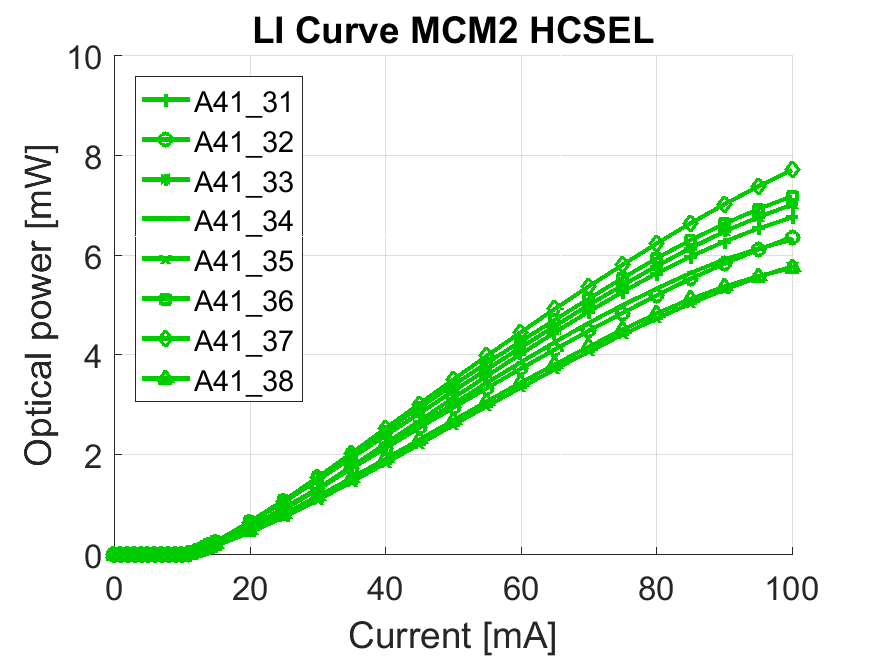 LI Curve MCM2 HCSEL
10
8
6
4
2
0
Optical power [mW]
A41_31
A41_32
A41_33
A41_34
A41_35
A41_36
A41_37
A41_38
0 20 40 60 80 100
Current [mA]